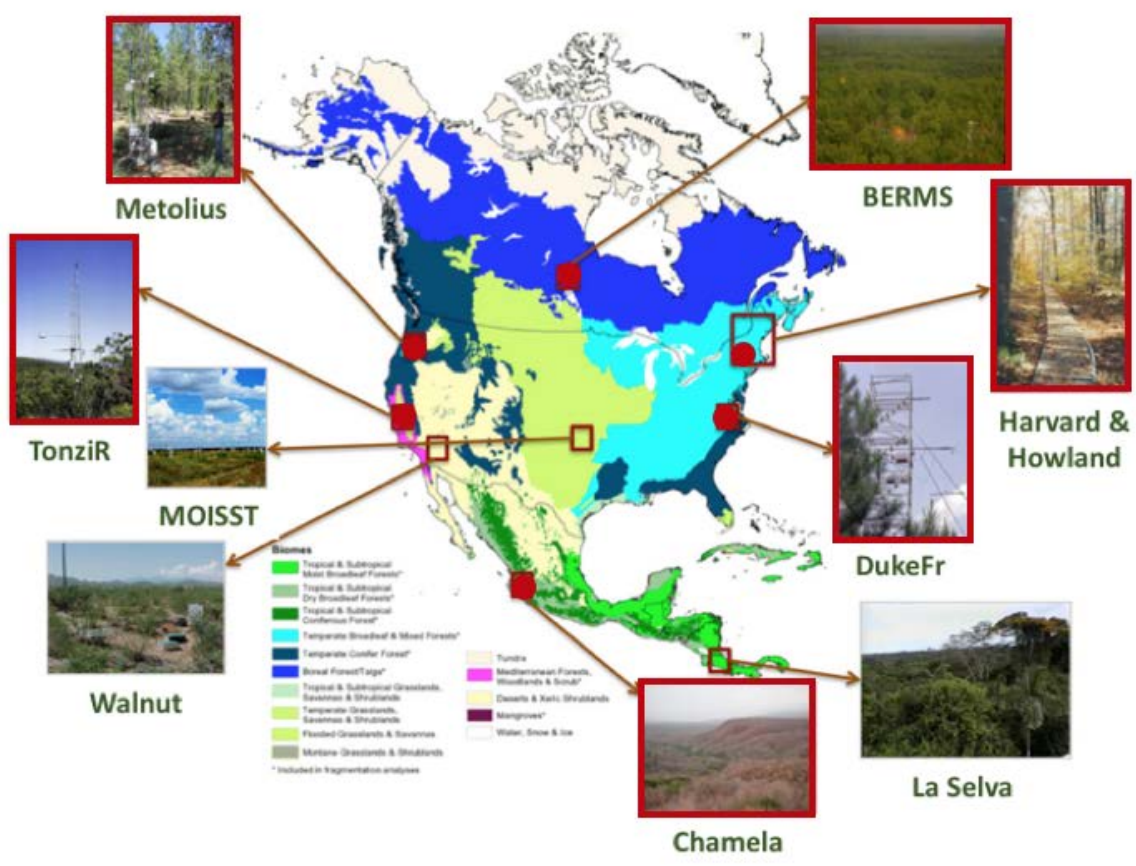 Metolius
BERMS
TonziR
MOISST
Harvard &
Howland
DukeFr
Walnut
La Selva
Chamela
Biomes
Tropical & Subtropical
Moist Broadleaf Forests*
Tropical & Subtropical
Dry Broadleaf Forests*
Tropical & Subtropical
Coniferous Forest*
Temperate Broadleaf & Mixed Forests*
Temperate Conifer Forest*
Boreal Forest/Taiga*
Tropical & Subtropical Grasslands,
Savannas & Shrublands
Temperate Grasslands,
Savannas & Shrublands
Flooded Grasslands & Savannas
Montane Grasslands & Shrublands
Tundra
Mediterranean Forests,
Woodlands & Scrub*
Deserts & Xeric Shrublands
Mangroves*
Water, Snow & Ice
* Included in fragmentation analyses